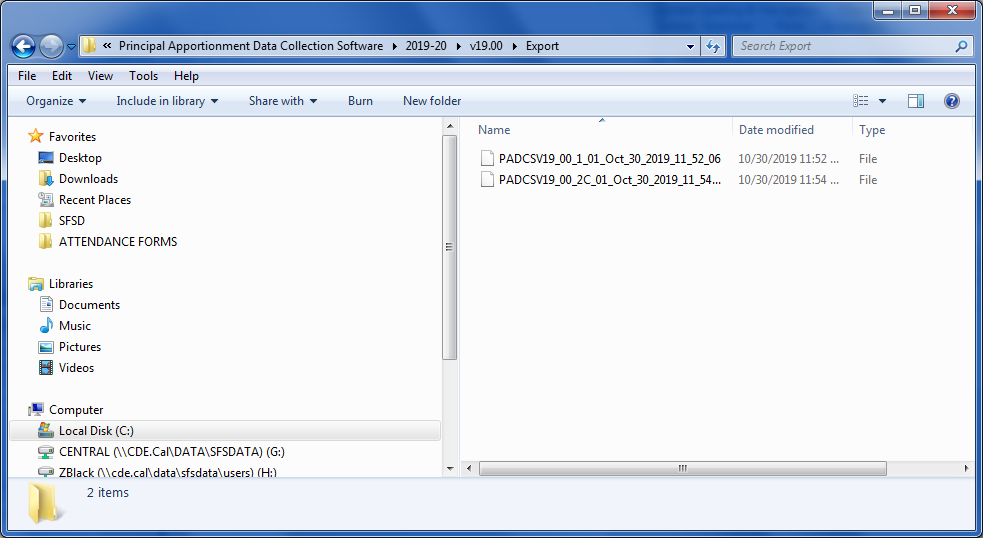 « Principal Apportionment Data Collection Software 2019-20 v19.00 Export Search Export
File Edit View Tools Help
Organize Include in library Share with Burn New folder
Favorites
Desktop
Downloads
Recent Places
SFSD
ATTENDANCE FORMS
Libraries
Documents
Music
Pictures
Videos
Computer
Local Disk (C:)
CENTRAL (\\CDE.Cal\DATA\SFSDATA) (G:)
ZBlack (\\cde.cal\data\sfsdata\users) (H:)
Name Date modified Type
PADCSV19_00_1_01_Oct_30_2019_11_52_06 10/30/2019 11:52 ... File
PADCSV19_00_2C_01_Oct_30_2019_11_54... 10/30/2019 11:54 ... File
2 items